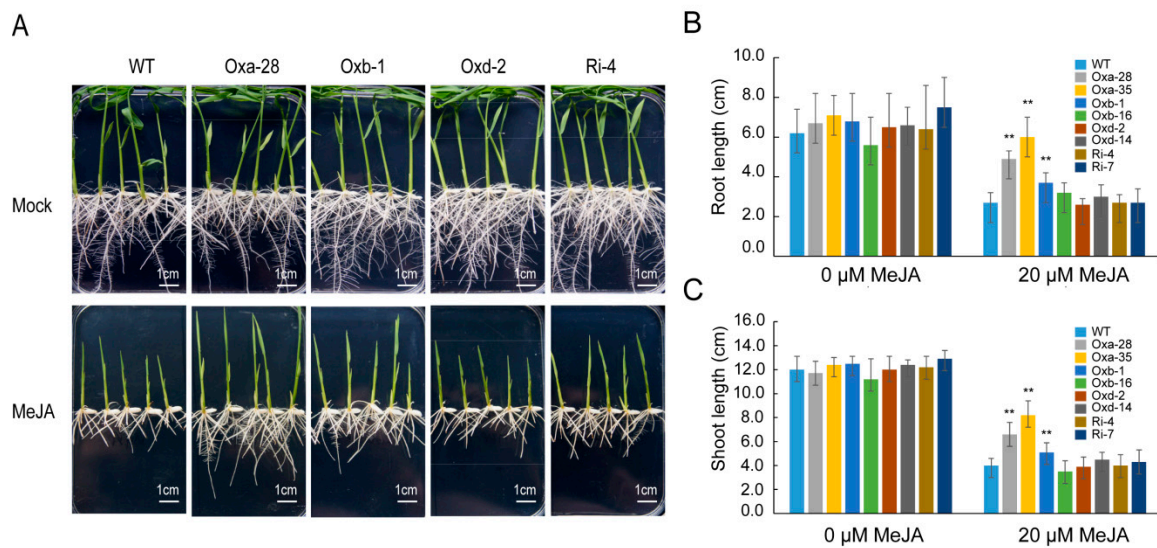 A
WT
Oxa-28
Oxb-1
Oxd-2
Ri-4
Mock
1cm
1cm
1cm
1cm
1cm
MeJA
1cm
1cm
1cm
1cm
1cm
B
Root length (cm)
10.0
8.0
6.0
4.0
2.0
0.0
** ** **
WT
Oxa-28
Oxa-35
Oxb-1
Oxb-16
Oxd-2
Oxd-14
Ri-4
Ri-7
0 μM MeJA
20 μM MeJA
C
Shoot length (cm)
16.0
14.0
12.0
10.0
8.0
6.0
4.0
2.0
0.0
** ** **
WT
Oxa-28
Oxa-35
Oxb-1
Oxb-16
Oxd-2
Oxd-14
Ri-4
Ri-7
0 μM MeJA
20 μM MeJA